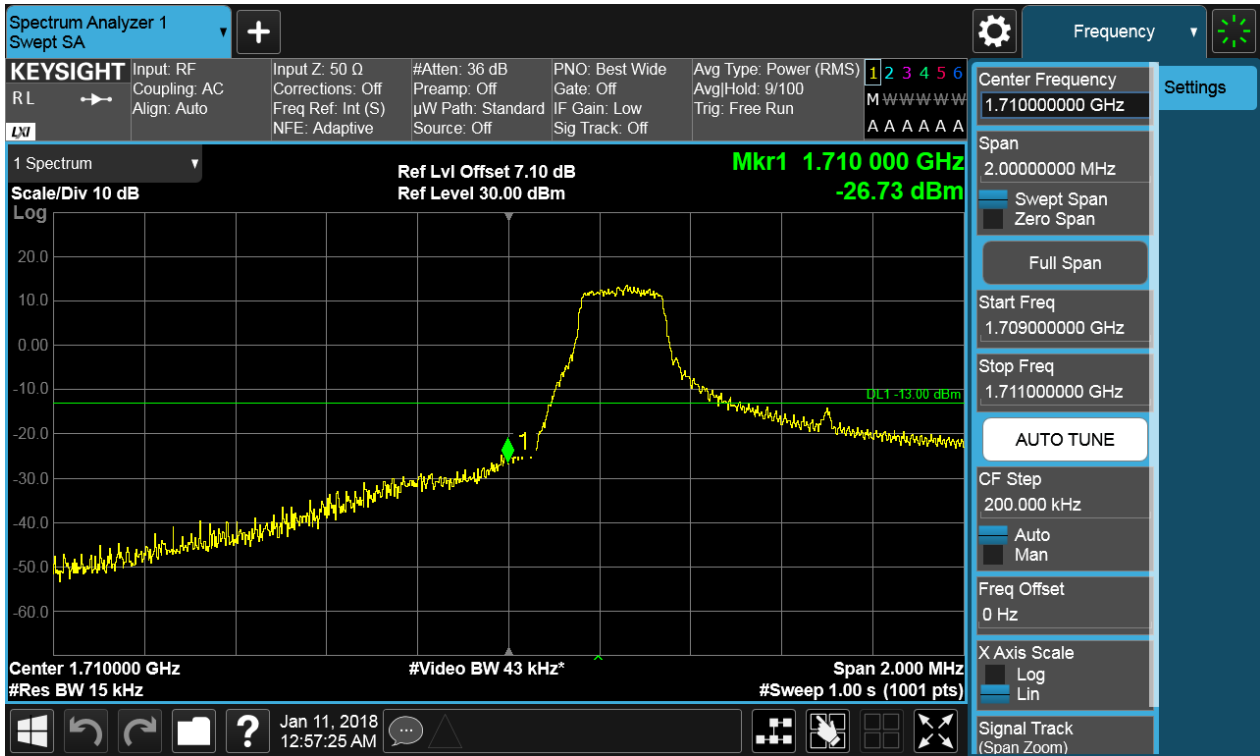 Spectrum Analyzer 1
Swept SA
+
Frequency
KEYSIGHT
RL
LXI
Input: RF
Coupling: AC
Align: Auto
Input Z: 50 Ω
Corrections: Off
Freq Ref: Int (S)
NFE: Adaptive
#Atten: 36 dB
Preamp: Off
µW Path: Standard
Source: Off
PNO: Best Wide
Gate: Off
IF Gain: Low
Sig Track: Off
Avg Type: Power (RMS)
Avg|Hold: 9/100
Trig: Free Run
1 2 3 4 5 6
M W W W W W
A A A A A A
1 Spectrum
Scale/Div 10 dB
Ref Lvl Offset 7.10 dB
Ref Level 30.00 dBm
Mkr1 1.710 000 GHz
-26.73 dBm
Log
20.0
10.0
0.00
-10.0
-20.0
-30.0
-40.0
-50.0
-60.0
DL1 -13.00 dBm
1
Center 1.710000 GHz
#Video BW 43 kHz*
Span 2.000 MHz
#Res BW 15 kHz
#Sweep 1.00 s (1001 pts)
Center Frequency
1.710000000 GHz
Span
2.00000000 MHz
Swept Span
Zero Span
Full Span
Start Freq
1.709000000 GHz
Stop Freq
1.711000000 GHz
AUTO TUNE
CF Step
200.000 kHz
Auto
Man
Freq Offset
0 Hz
X Axis Scale
Log
Lin
Signal Track
(Span Zoom)
Settings
?
Jan 11, 2018
12:57:25 AM